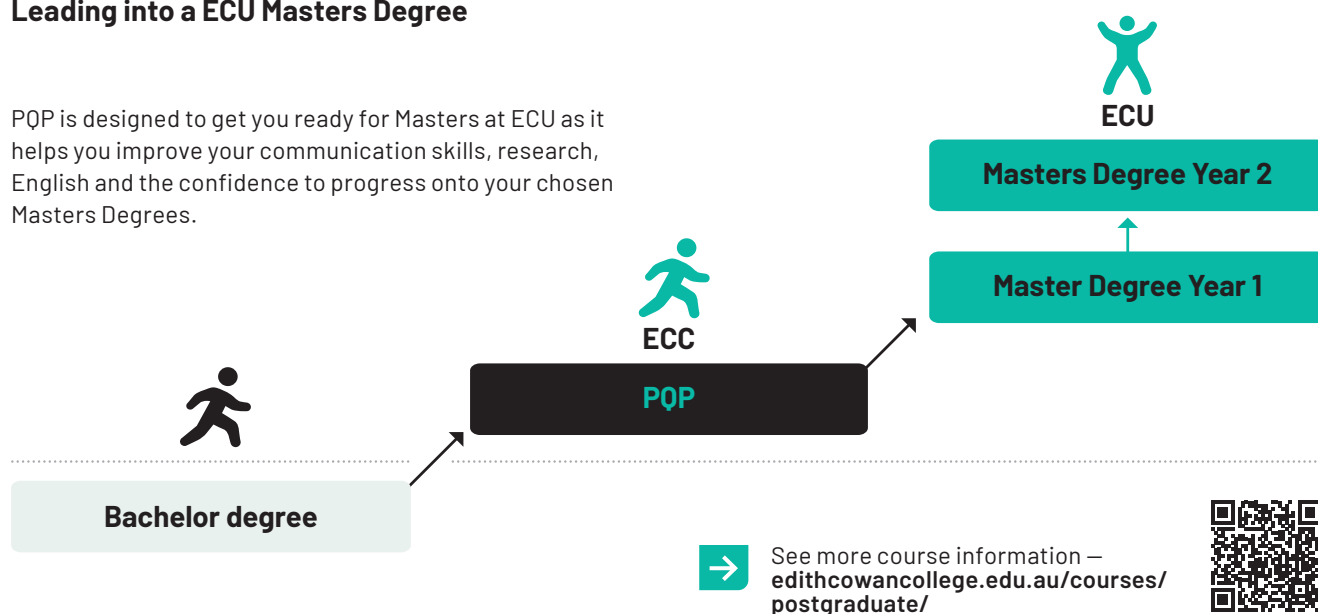 Leading into a ECU Masters Degree
PQP is designed to get you ready for Masters at ECU as it
helps you improve your communication skills, research,
English and the confidence to progress onto your chosen
Masters Degrees.
ECU
Masters Degree Year 2
Master Degree Year 1
ECC
PQP
Bachelor degree
See more course information —
edithcowancollege.edu.au/courses/
postgraduate/